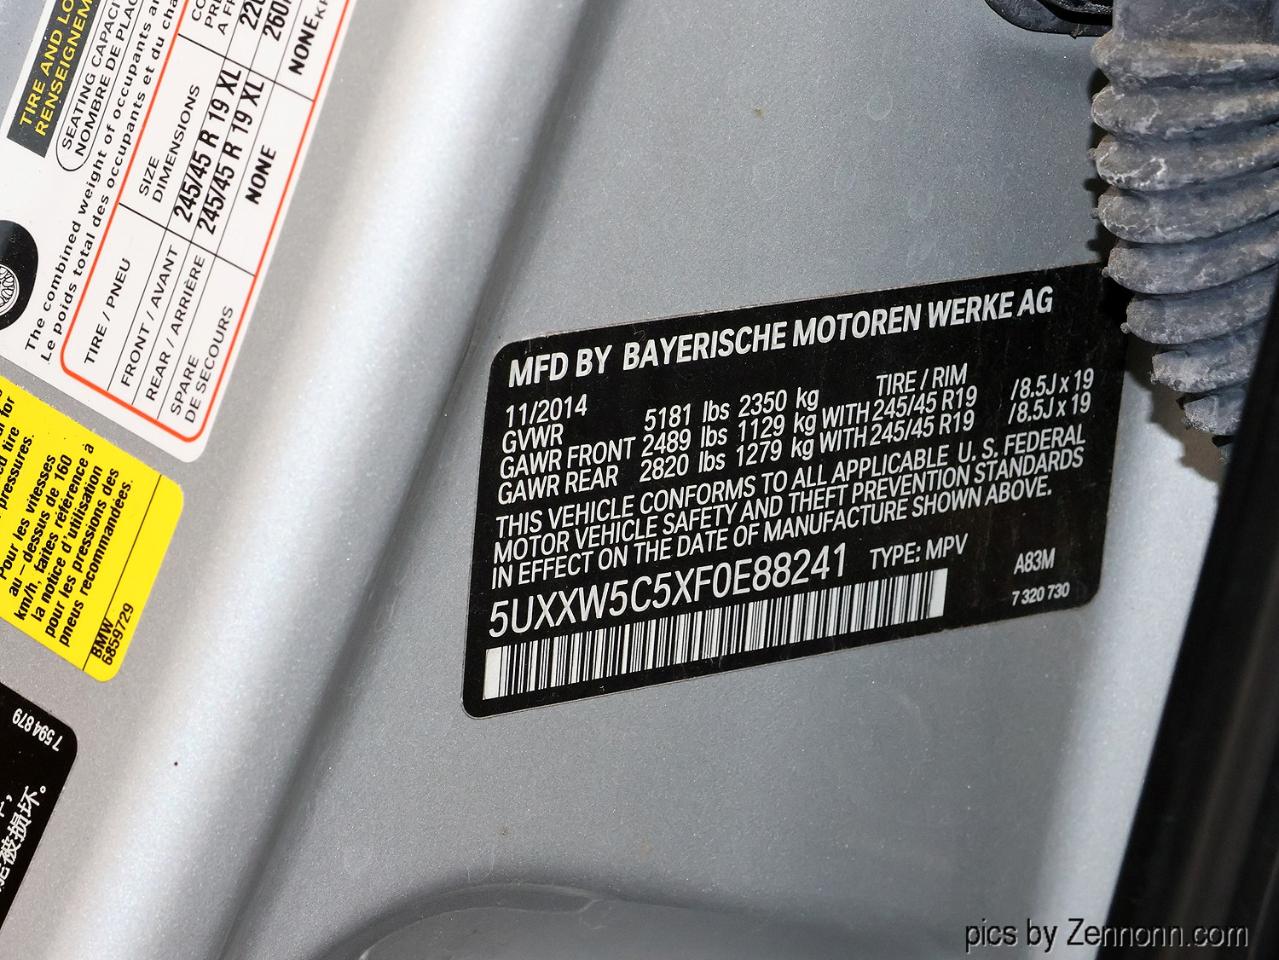 TIRE AND LO
RENSEIGNEM
SEATING CAPACI
NOMBRE DE PLAC
The combined weight of occupants
Le poids total des occupants et du cha
TIRE / PNEU
SIZE
DIMENSIONS
FRONT / AVANT
245/45 R 19 XL
REAR / ARRIÈRE
245/45 R 19 XL
SPARE
DE SECOURS
NONE
NONE
Pour les vitesses
au-dessus de 160
km/h, faites référence à
la notice d'utilisation
pour les pressions des
pneus recommandées.
BMW
6859729
7 594 879
被损坏。
MFD BY BAYERISCHE MOTOREN WERKE AG
11/2014 TIRE / RIM
GVWR 5181 lbs 2350 kg
GAWR FRONT 2489 lbs 1129 kg WITH 245/45 R19 /8.5J x 19
GAWR REAR 2820 lbs 1279 kg WITH 245/45 R19 /8.5J x 19
THIS VEHICLE CONFORMS TO ALL APPLICABLE U. S. FEDERAL
MOTOR VEHICLE SAFETY AND THEFT PREVENTION STANDARDS
IN EFFECT ON THE DATE OF MANUFACTURE SHOWN ABOVE.
5UXXW5C5XF0E88241 TYPE: MPV A83M
7 320 730
pics by Zennonn.com